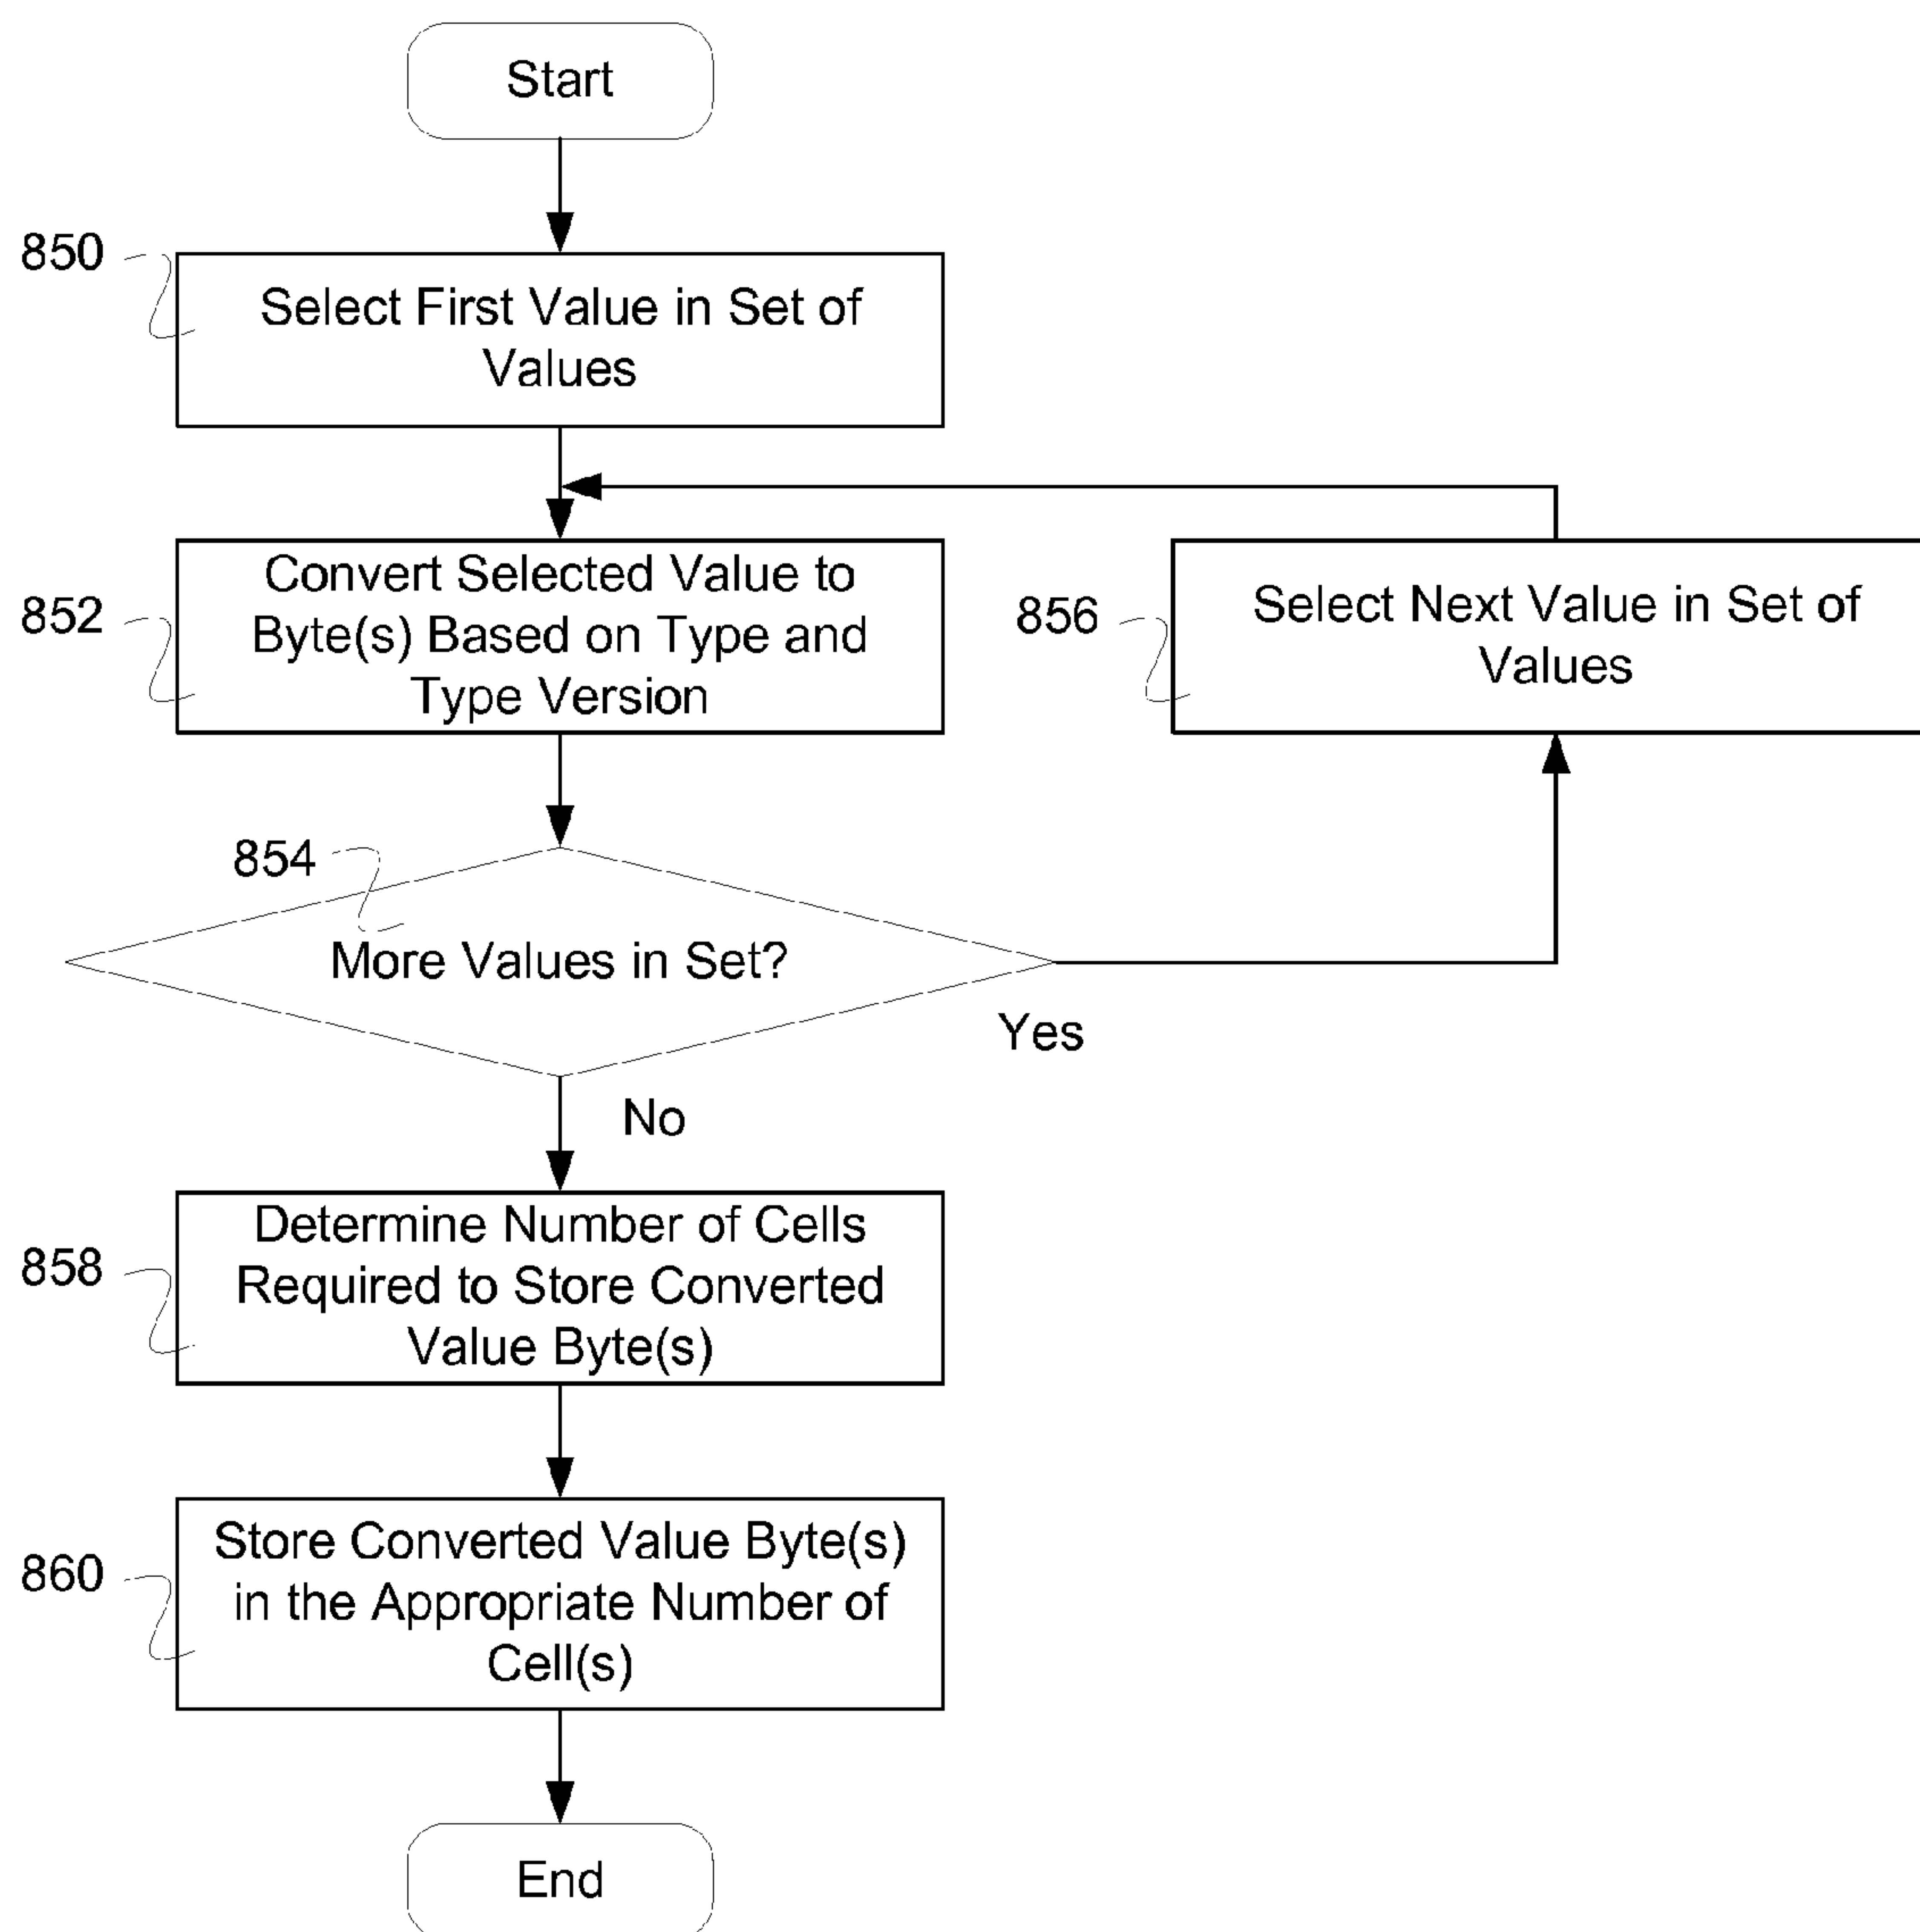 Start
850
Select First Value in Set of
Values
852
Convert Selected Value to
Byte(s) Based on Type and
Type Version
856
Select Next Value in Set of
Values
854
More Values in Set?
Yes
No
858
Determine Number of Cells
Required to Store Converted
Value Byte(s)
860
Store Converted Value Byte(s)
in the Appropriate Number of
Cell(s)
End